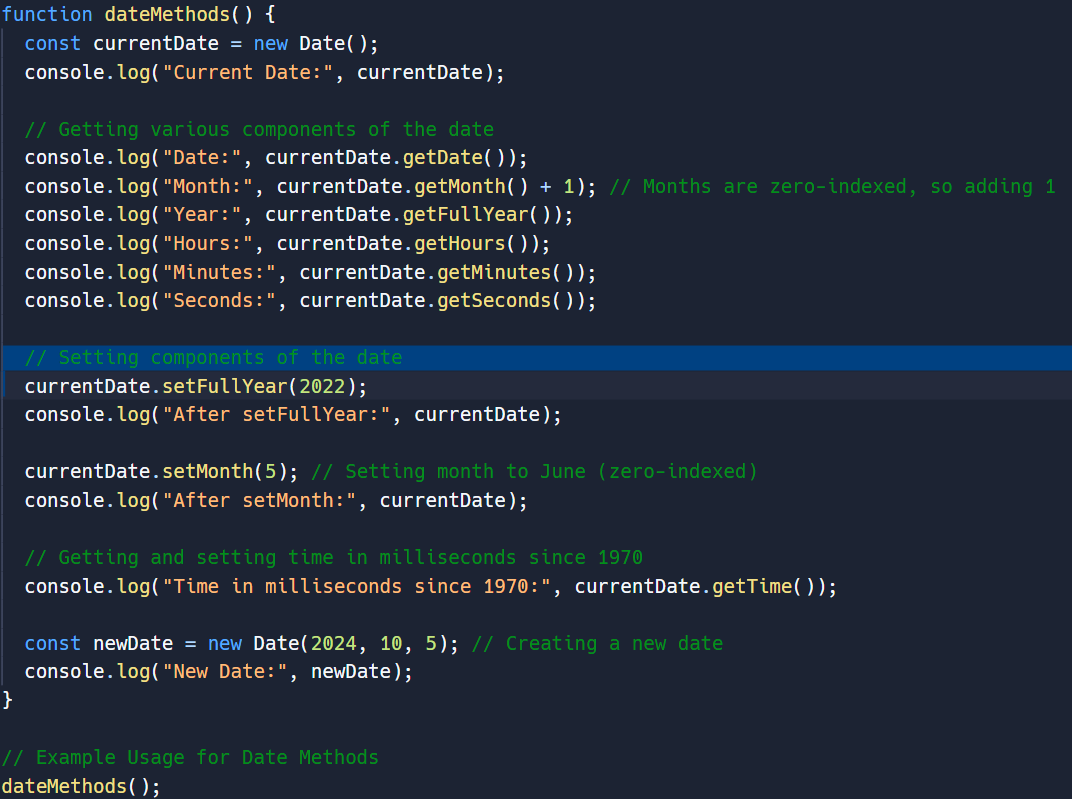 function dateMethods() {
  const currentDate = new Date();
  console.log("Current Date:", currentDate);

  // Getting various components of the date
  console.log("Date:", currentDate.getDate());
  console.log("Month:", currentDate.getMonth() + 1); // Months are zero-indexed, so adding 1
  console.log("Year:", currentDate.getFullYear());
  console.log("Hours:", currentDate.getHours());
  console.log("Minutes:", currentDate.getMinutes());
  console.log("Seconds:", currentDate.getSeconds());

  // Setting components of the date
  currentDate.setFullYear(2022);
  console.log("After setFullYear:", currentDate);

  currentDate.setMonth(5); // Setting month to June (zero-indexed)
  console.log("After setMonth:", currentDate);

  // Getting and setting time in milliseconds since 1970
  console.log("Time in milliseconds since 1970:", currentDate.getTime());

  const newDate = new Date(2024, 10, 5); // Creating a new date
  console.log("New Date:", newDate);
}

// Example Usage for Date Methods
dateMethods();